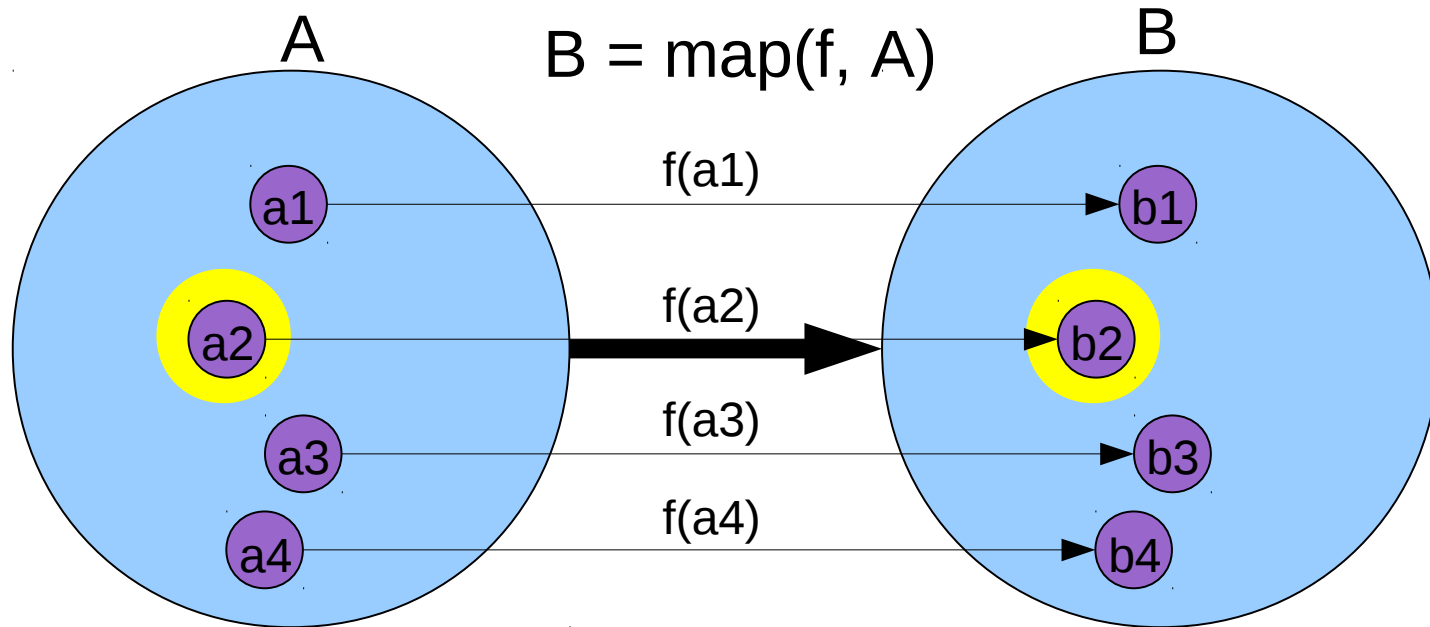 A
B = map(f, A)
B
f(a1)
a1
b1
f(a2)
a2
b2
f(a3)
a3
b3
f(a4)
a4
b4